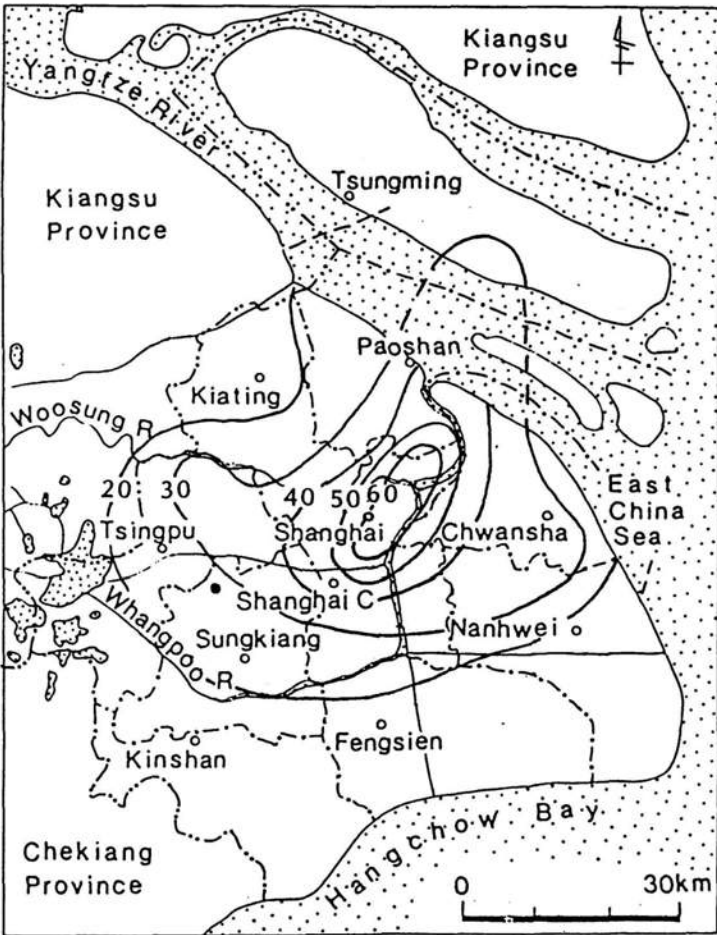 Kiangsu
Province
Yangrze River
Tsungming
Kiangsu
Province
Paoshan
Kiating
Woosung R
20 30 40 50 60
East
China
Sea
Tsingpu
Shanghai
Chwansha
Shanghai C
Whangpoo R
Sungkiang
Nanhwei
Fengsien
Kinshan
Hangchow Bay
Chekiang
Province
0 30km